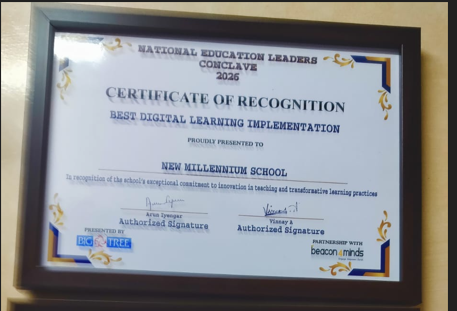 NATIONAL EDUCATION LEADERS
CONCLAVE
2026
CERTIFICATE OF RECOGNITION
BEST DIGITAL LEARNING IMPLEMENTATION
PROUDLY PRESENTED TO
NEW MILLENNIUM SCHOOL
In recognition of the school's exceptional commitment to innovation in teaching and transformative learning practices
Arun Iyengar
Authorized Signature
Vinnay A
Authorized Signature
PRESENTED BY
BIG TREE
PARTNERSHIP WITH
beacon minds